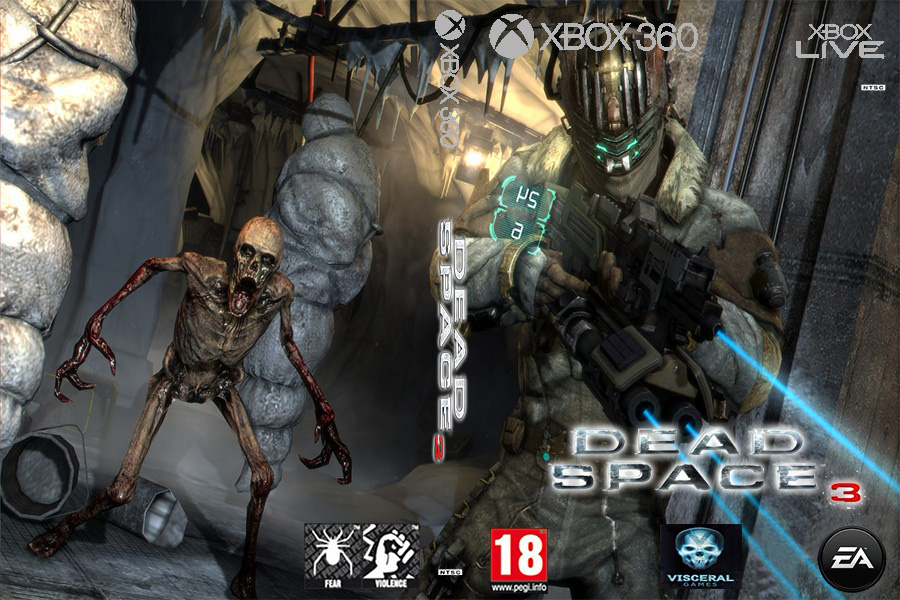 XBOX 360
XBOX 360
XBOX
LIVE
NTSC
DEAD
SPACE 3
DEAD
SPACE 3
FEAR
VIOLENCE
NTSC
18
www.pegi.info
VISCERAL
GAMES
EA